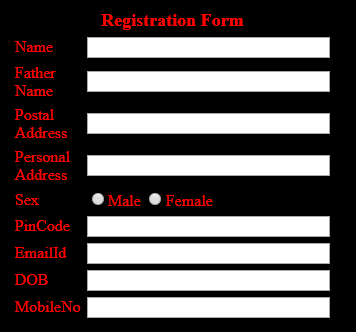 Registration Form
Name
Father
Name
Postal
Address
Personal
Address
Sex Male Female
PinCode
EmailId
DOB
MobileNo